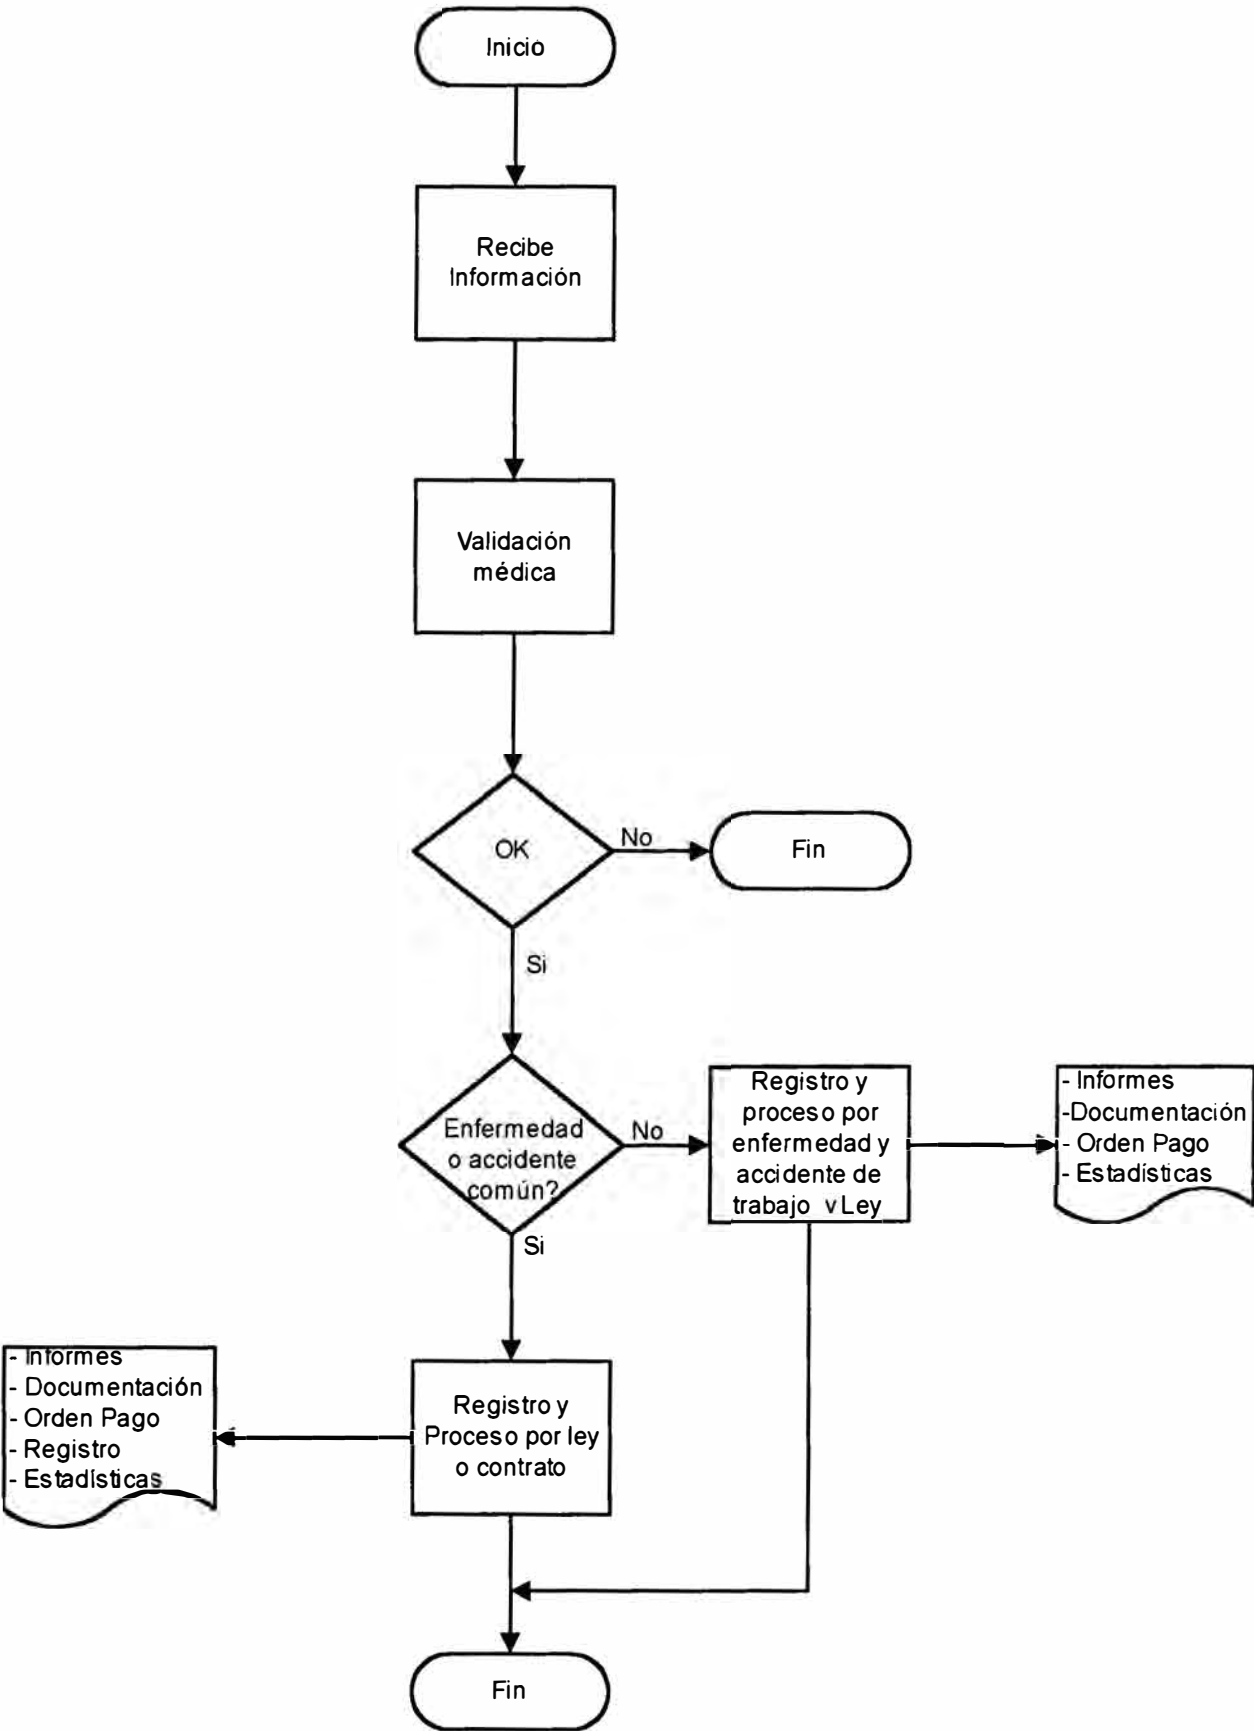 Inicio
Recibe
Información
Validación
médica
OK
No
Fin
Si
Enfermedad
o accidente
común?
No
Registro y
proceso por
enfermedad y
accidente de
trabajo v Ley
- Informes
-Documentación
- Orden Pago
- Estadísticas
Si
- Informes
- Documentación
- Orden Pago
- Registro
- Estadísticas
Registro y
Proceso por ley
o contrato
Fin